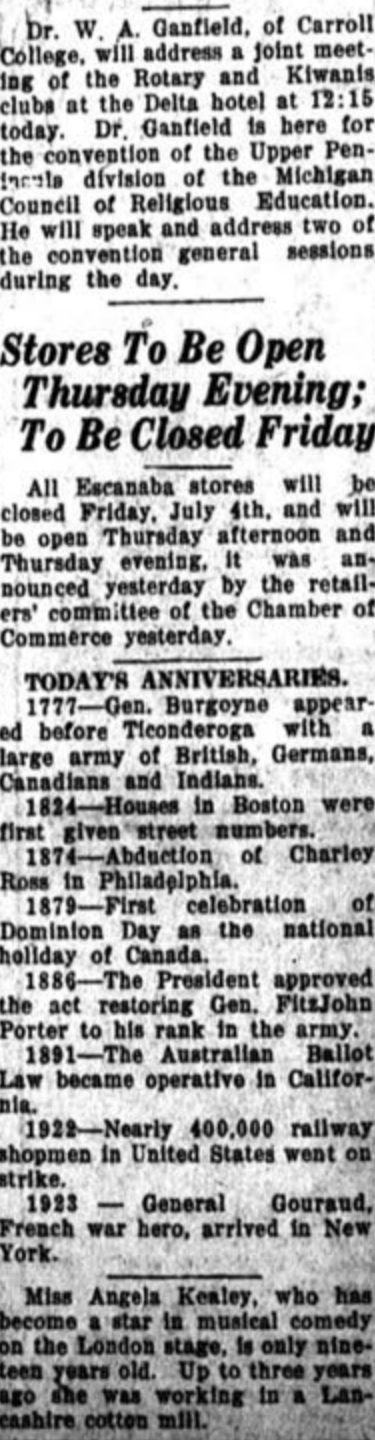 Dr. W. A. Ganfield, of Carroll
College, will address a joint meet-
ing of the Rotary and Kiwanis
clubs at the Delta hotel at 12:15
today. Dr. Ganfield is here for
the convention of the Upper Pen-
insula division of the Michigan
Council of Religious Education.
He will speak and address two of
the convention general sessions
during the day.
Stores To Be Open
Thursday Evening;
To Be Closed Friday
All Escanaba stores will be
closed Friday, July 4th, and will
be open Thursday afternoon and
Thursday evening, it was an-
nounced yesterday by the retail-
ers' committee of the Chamber of
Commerce yesterday.
TODAY'S ANNIVERSARIES.
1777—Gen. Burgoyne appear-
ed before Ticonderoga with a
large army of British, Germans,
Canadians and Indians.
1824—Houses in Boston were
first given street numbers.
1874—Abduction of Charley
Ross in Philadelphia.
1879—First celebration of
Dominion Day as the national
holiday of Canada.
1886—The President approved
the act restoring Gen. FitzJohn
Porter to his rank in the army.
1891—The Australian Ballot
Law became operative in Califor-
nia.
1922—Nearly 400,000 railway
shopmen in United States went on
strike.
1923 — General Gouraud,
French war hero, arrived in New
York.
Miss Angela Kealey, who has
become a star in musical comedy
on the London stage, is only nine-
teen years old. Up to three years
ago she was working in a Lan-
cashire cotton mill.